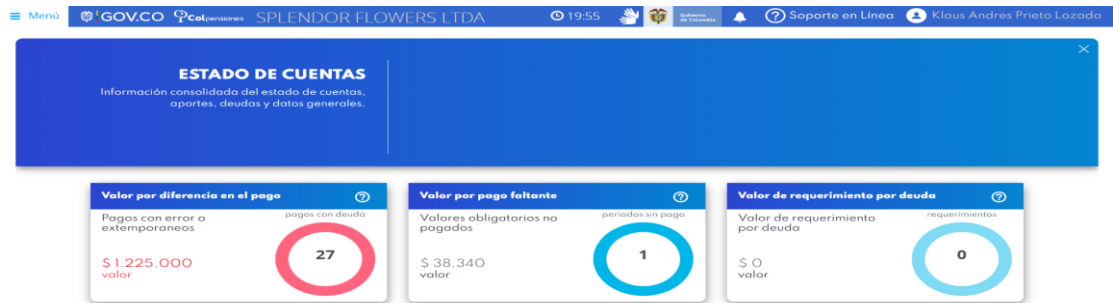 Menú GOV.CO Colpensiones SPLENDOR FLOWERS LTDA 19:55 Gobierno de Colombia Soporte en Línea Klaus Andres Prieto Lozada
ESTADO DE CUENTAS
Información consolidada del estado de cuentas,
aportes, deudas y datos generales.
Valor por diferencia en el pago
Pagos con error o
extemporaneos
pagos con deuda
27
$ 1.225.000
valor
Valor por pago faltante
Valores obligatorios no
pagados
periodos sin pago
1
$ 38.340
valor
Valor de requerimiento por deuda
Valor de requerimiento
por deuda
requerimientos
0
$ 0
valor